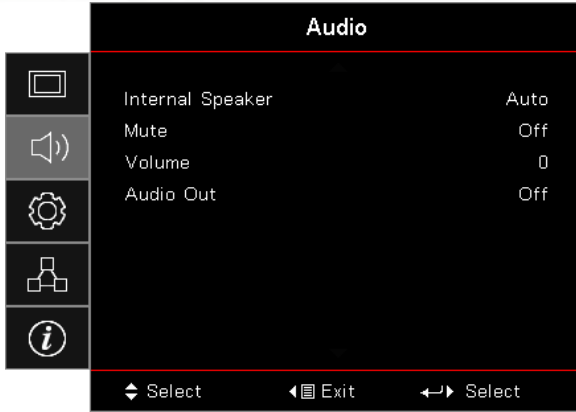 Audio
Internal Speaker Auto
Mute Off
Volume 0
Audio Out Off
Select Exit Select